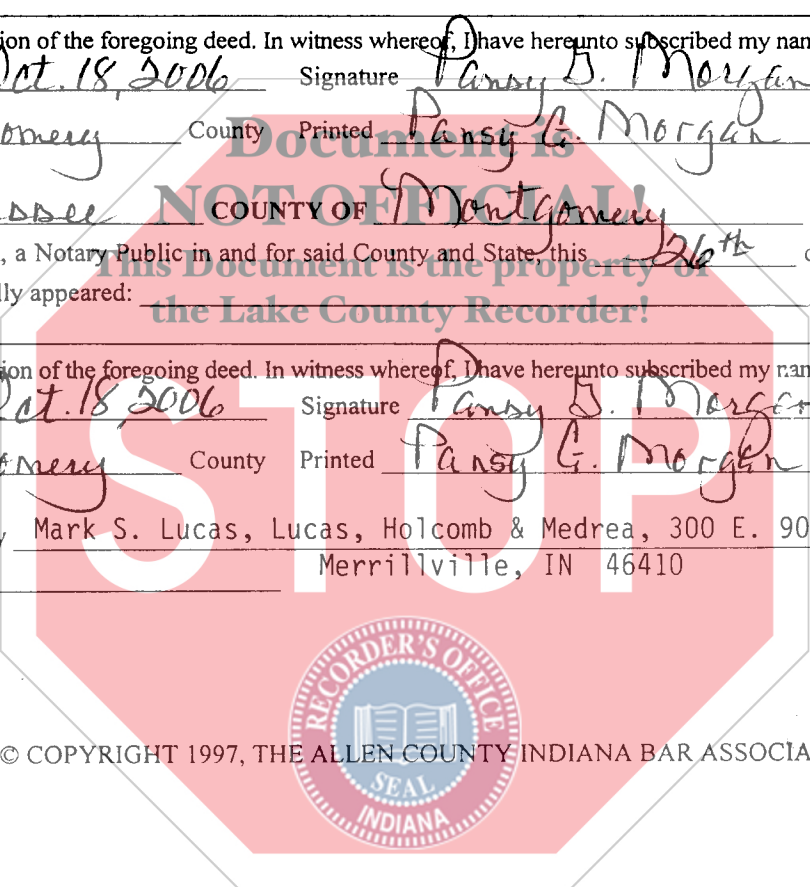 ion of the foregoing deed. In witness whereof, I have hereunto subscribed my nam
Oct. 18, 2006 Signature Pansy G. Morgan
omery County Printed Pansy G. Morgan
Document is
ssee COUNTY OF Montgomery
NOT OFFICIAL!
, a Notary Public in and for said County and State, this 26th
This Document is the property of
lly appeared:
the Lake County Recorder!
ion of the foregoing deed. In witness whereof, I have hereunto subscribed my nam
Oct. 18, 2006 Signature Pansy G. Morgan
omery County Printed Pansy G. Morgan
STOP
y Mark S. Lucas, Lucas, Holcomb & Medrea, 300 E. 90
Merrillville, IN 46410
RECORDER'S OFFICE
SEAL
INDIANA
© COPYRIGHT 1997, THE ALLEN COUNTY INDIANA BAR ASSOCIA